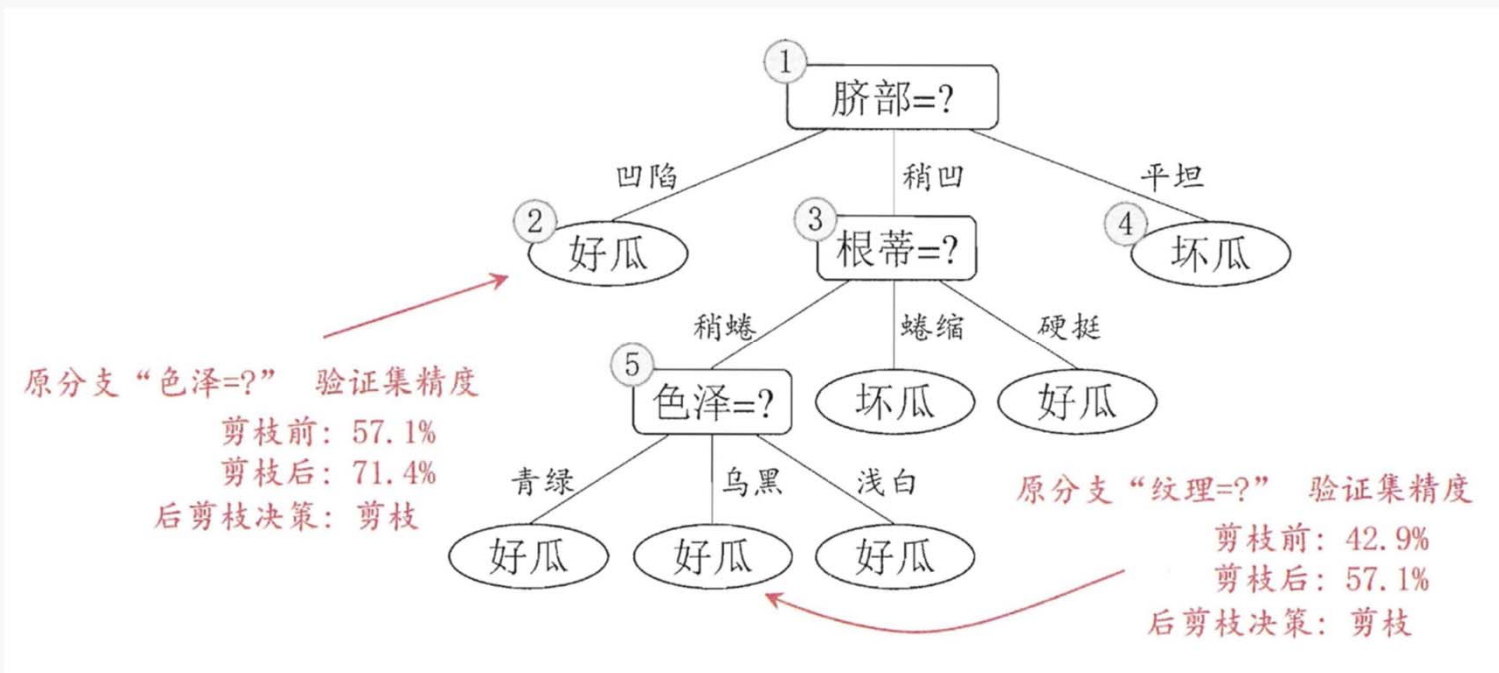 ①
脐部=?
凹陷
稍凹
平坦
②
好瓜
③
根蒂=?
④
坏瓜
稍蜷
蜷缩
硬挺
原分支“色泽=?” 验证集精度
剪枝前: 57.1%
剪枝后: 71.4%
后剪枝决策: 剪枝
⑤
色泽=?
坏瓜
好瓜
青绿
乌黑
浅白
好瓜
好瓜
好瓜
原分支“纹理=?” 验证集精度
剪枝前: 42.9%
剪枝后: 57.1%
后剪枝决策: 剪枝